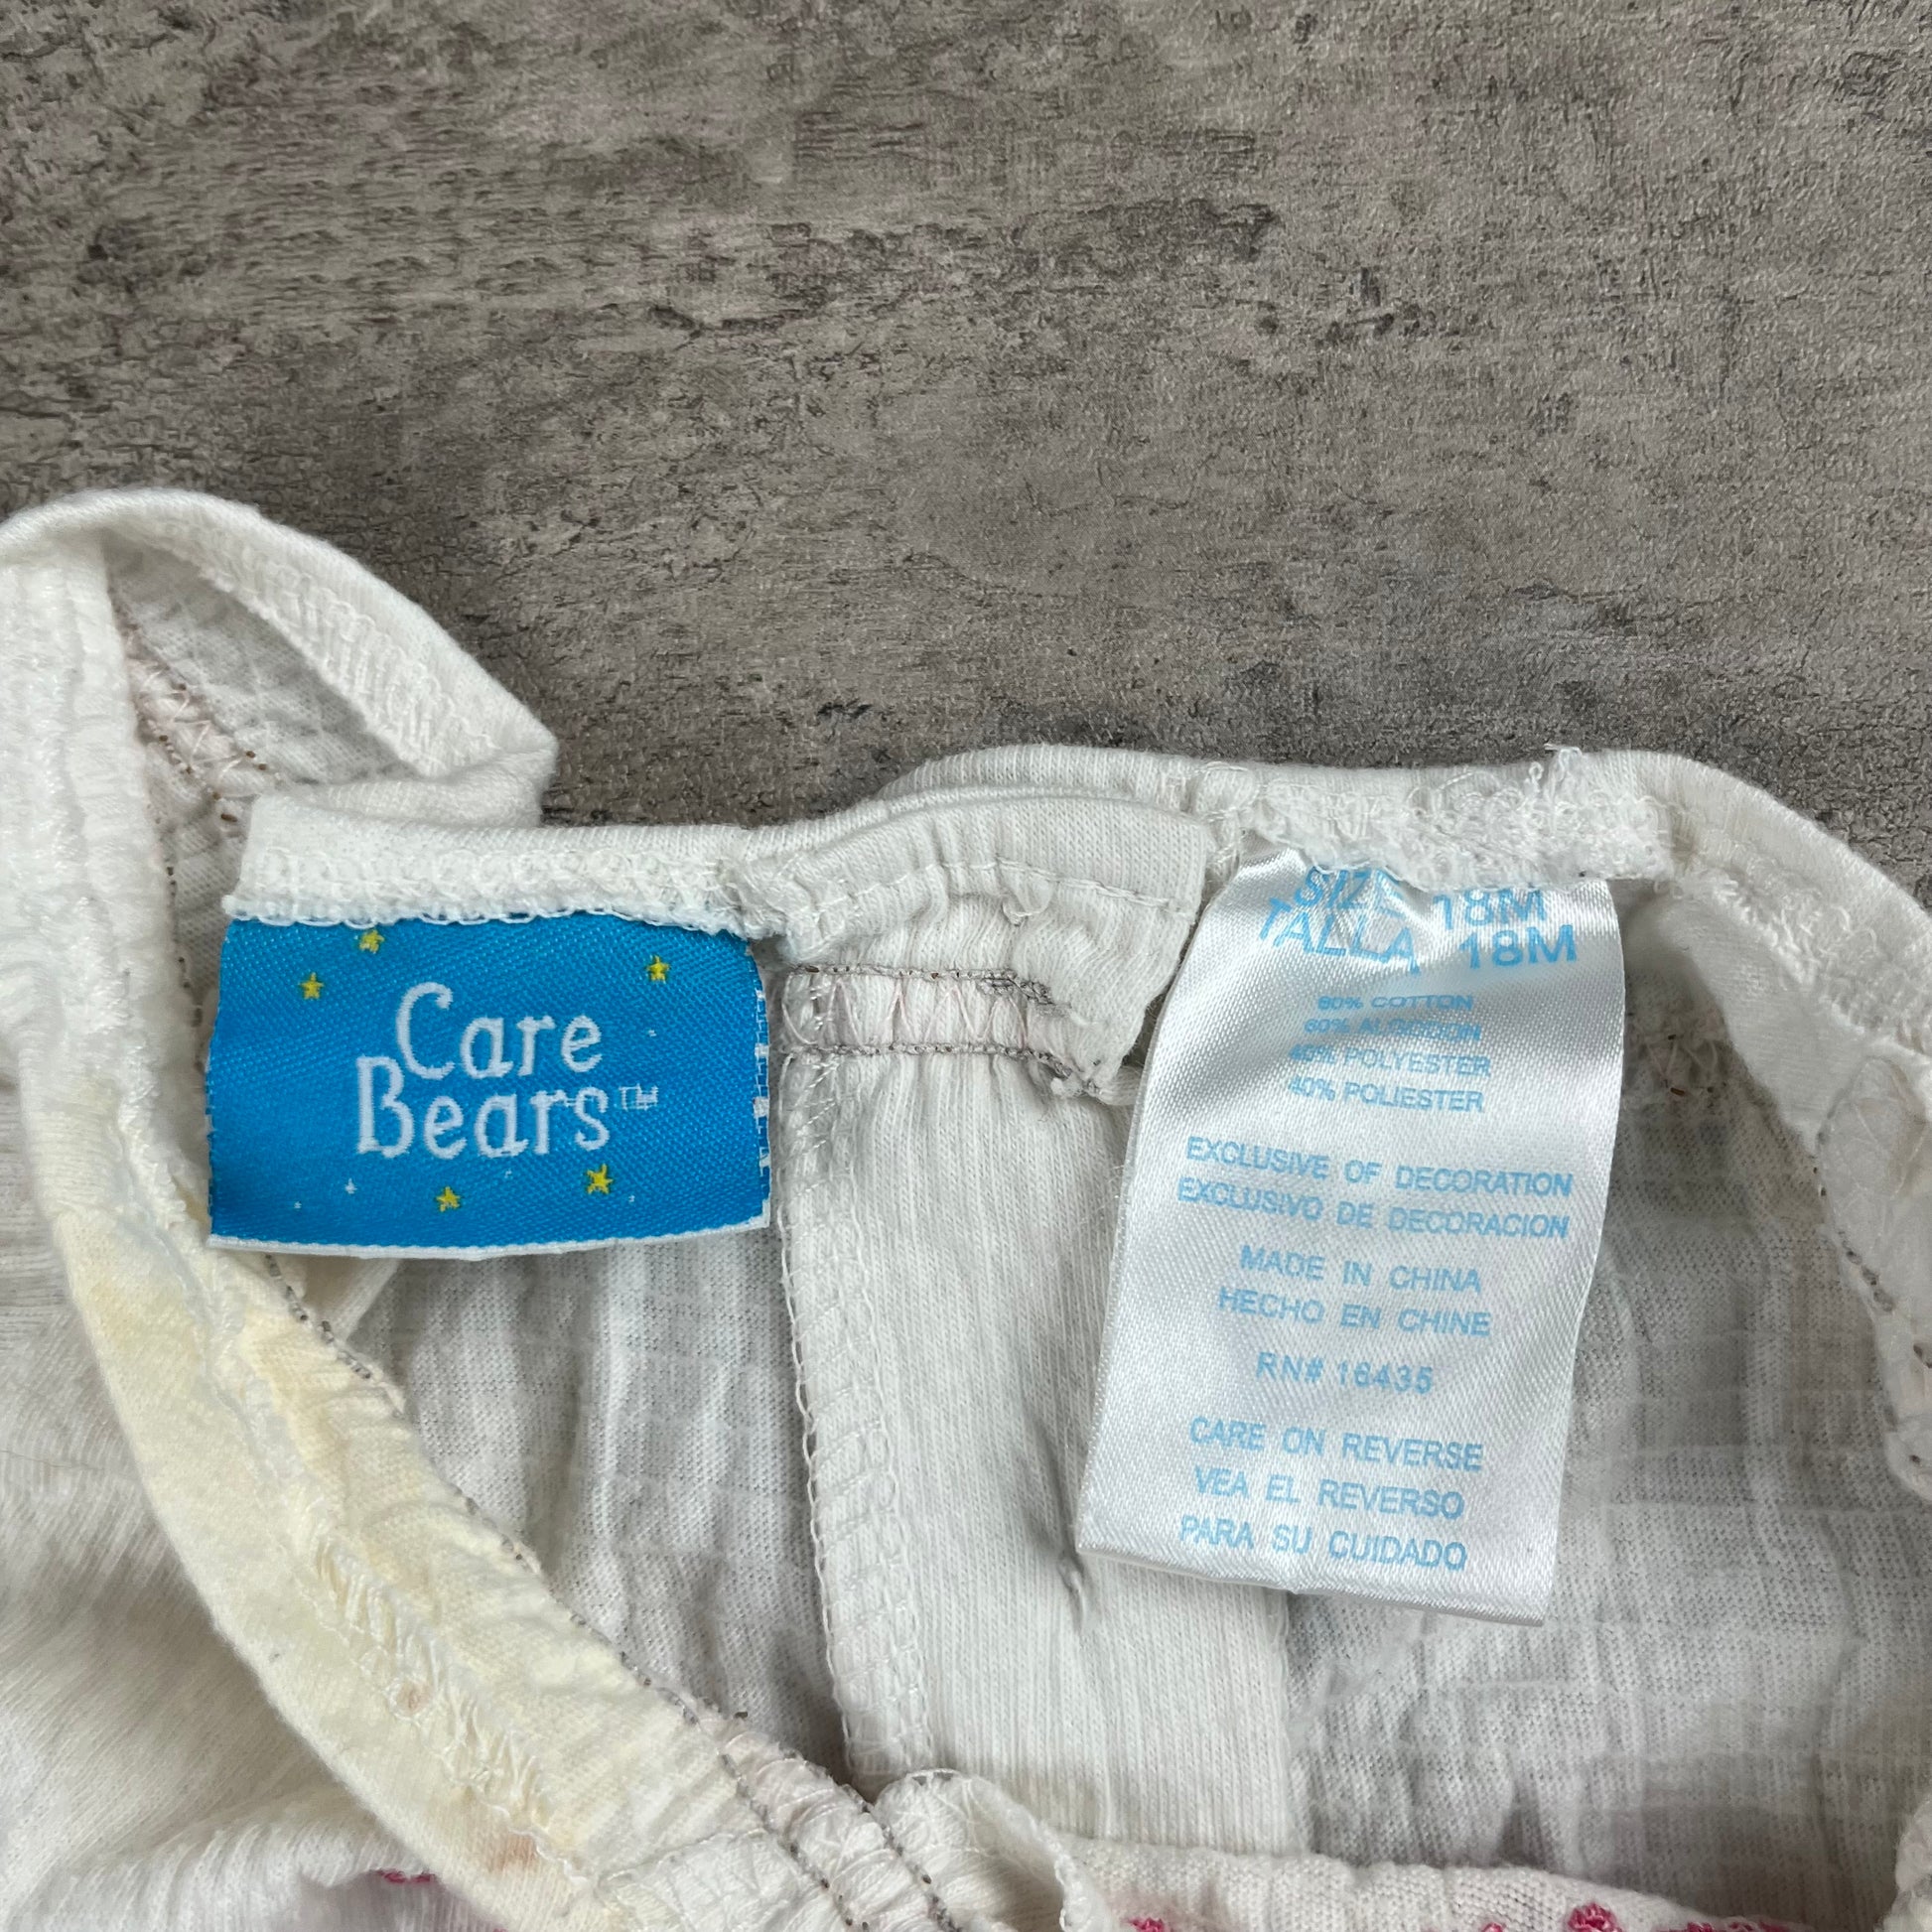 Care
Bears™
SIZE 18M
TALLA 18M
60% COTTON
60% ALGODON
40% POLYESTER
40% POLIESTER
EXCLUSIVE OF DECORATION
EXCLUSIVO DE DECORACION
MADE IN CHINA
HECHO EN CHINE
RN# 16435
CARE ON REVERSE
VEA EL REVERSO
PARA SU CUIDADO